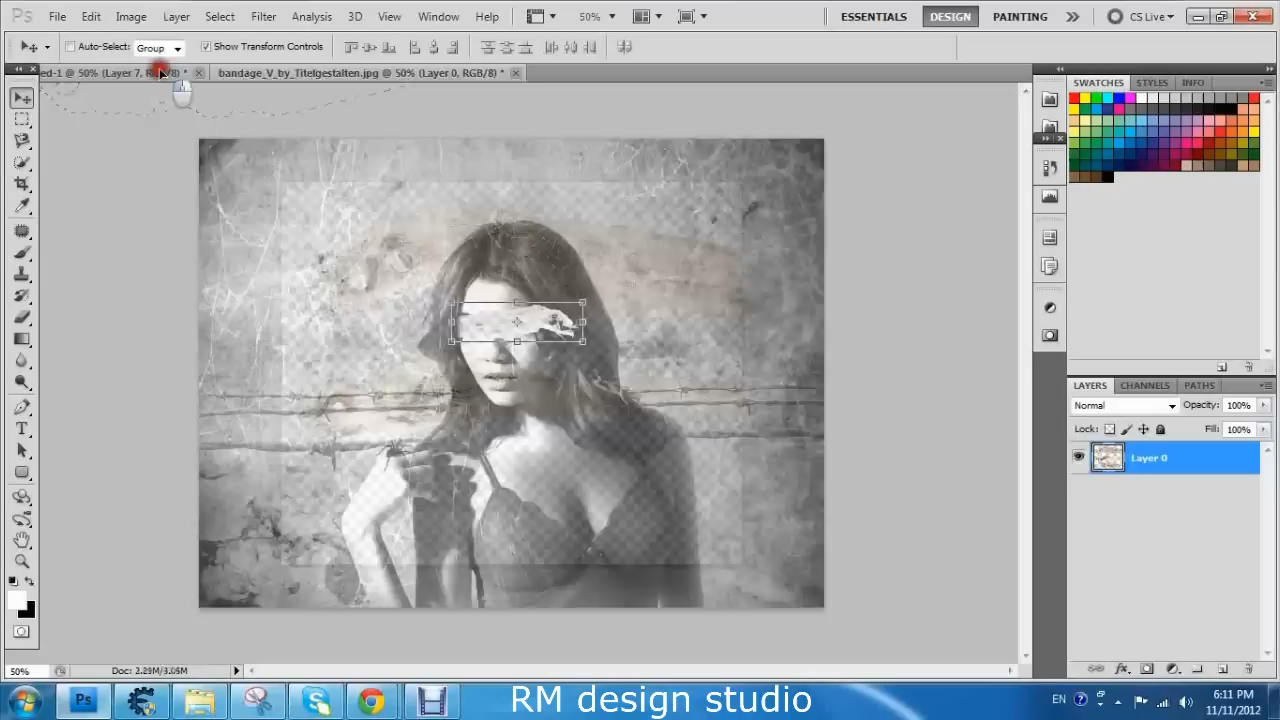 Ps File Edit Image Layer Select Filter Analysis 3D View Window Help 50% ESSENTIALS DESIGN PAINTING CS Live
Auto-Select: Group Show Transform Controls
ed-1 @ 50% (Layer 7, RGB/8) * bandage_V_by_Titelgestalten.jpg @ 50% (Layer 0, RGB/8) *
SWATCHES STYLES INFO
LAYERS CHANNELS PATHS
Normal Opacity: 100%
Lock: Fill: 100%
Layer 0
50% Doc: 2.29M/3.05M
Ps RM design studio EN 6:11 PM
11/11/2012